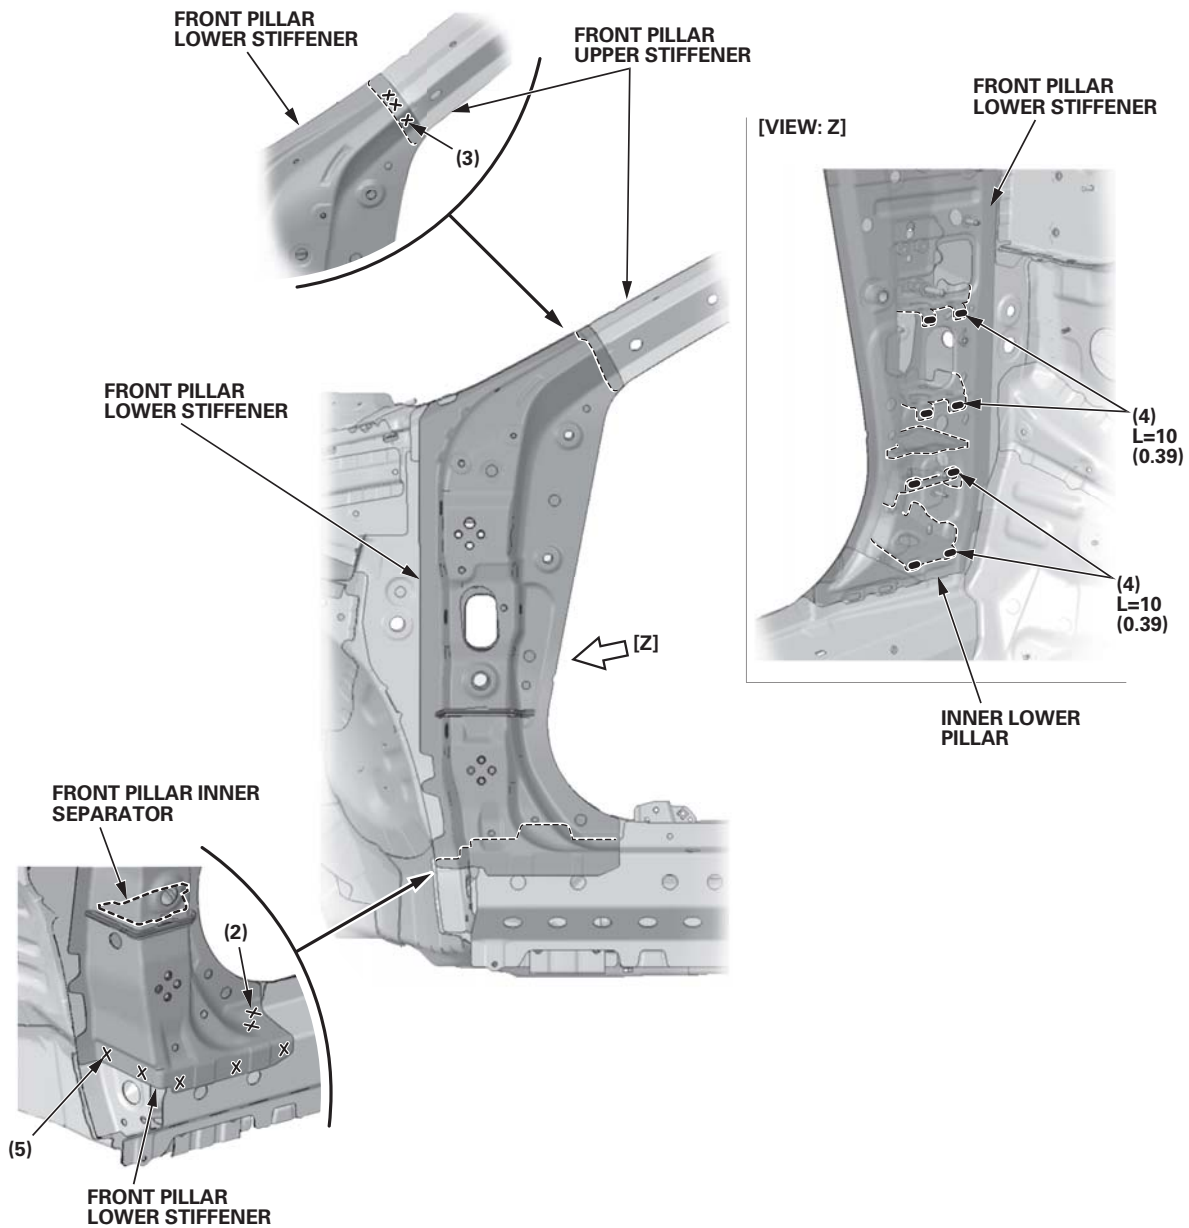 FRONT PILLAR
LOWER STIFFENER
FRONT PILLAR
UPPER STIFFENER
(3)
[VIEW: Z]
FRONT PILLAR
LOWER STIFFENER
(4)
L=10
(0.39)
(4)
L=10
(0.39)
INNER LOWER
PILLAR
FRONT PILLAR
LOWER STIFFENER
[Z]
FRONT PILLAR INNER
SEPARATOR
(2)
(5)
FRONT PILLAR
LOWER STIFFENER